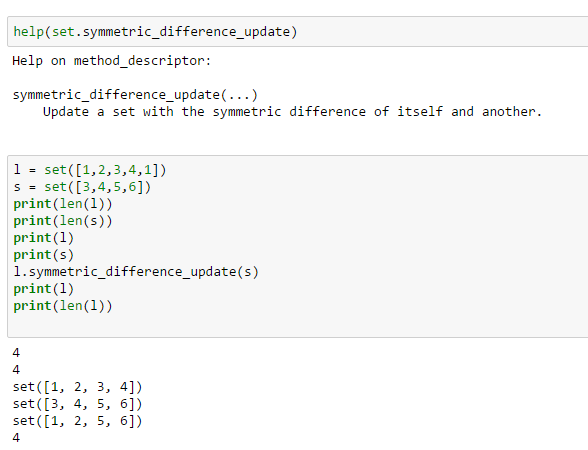 help(set.symmetric_difference_update)
Help on method_descriptor:
symmetric_difference_update(...)
    Update a set with the symmetric difference of itself and another.
l = set([1,2,3,4,1])
s = set([3,4,5,6])
print(len(l))
print(len(s))
print(l)
print(s)
l.symmetric_difference_update(s)
print(l)
print(len(l))
4
4
set([1, 2, 3, 4])
set([3, 4, 5, 6])
set([1, 2, 5, 6])
4